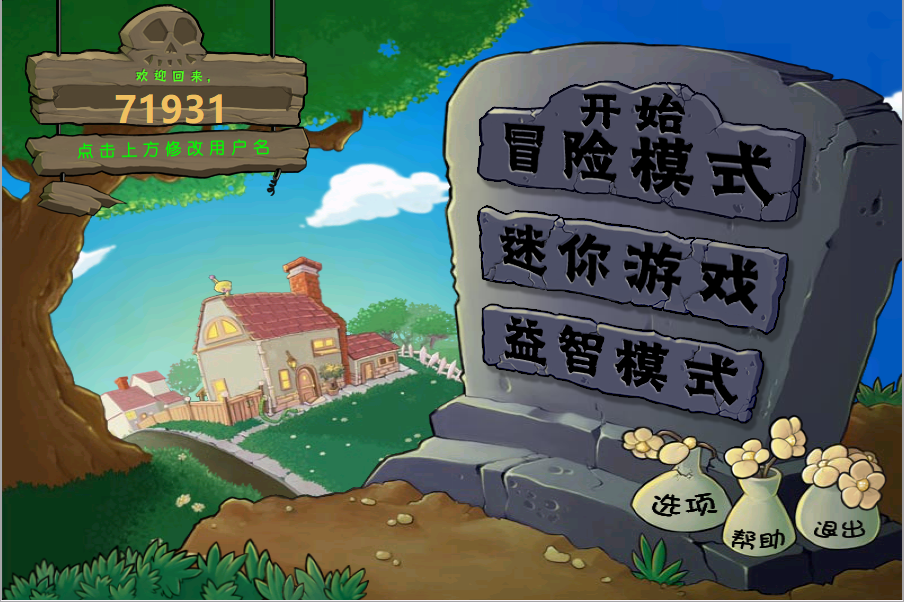 欢迎回来,
71931
点击上方修改用户名
开始
冒险模式
迷你游戏
益智模式
选项
帮助
退出